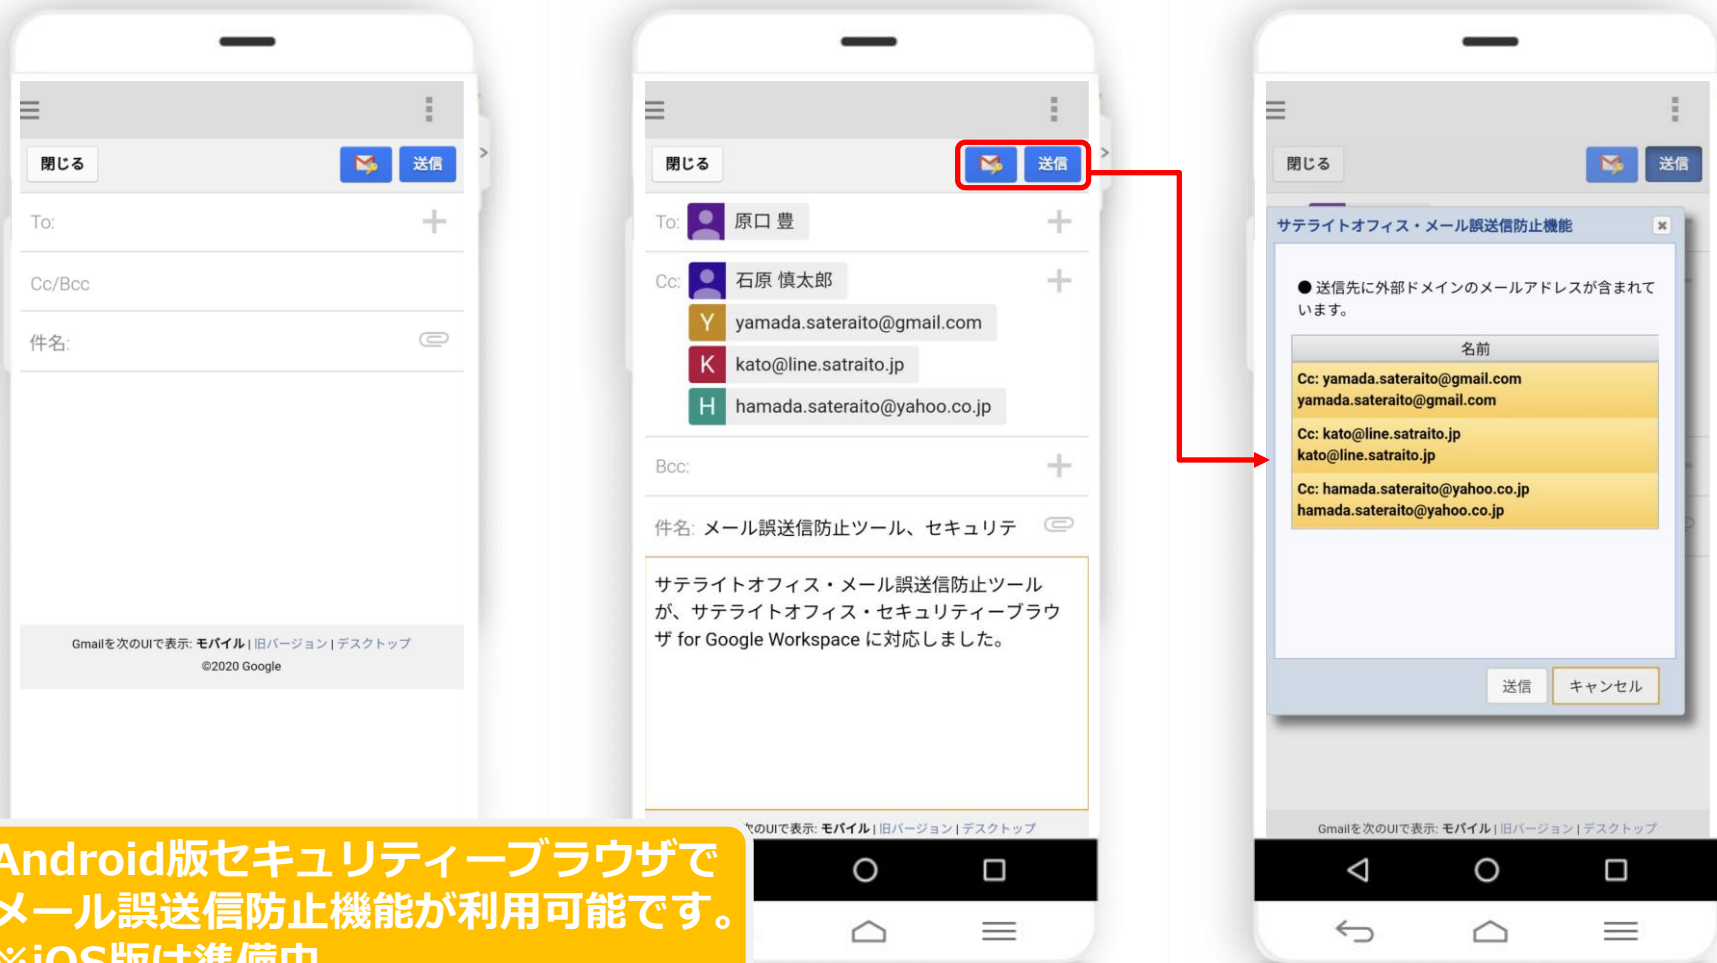 閉じる
送信
To:
Cc/Bcc
件名:
Gmailを次のUIで表示: モバイル | 旧バージョン | デスクトップ
©2020 Google
閉じる
送信
To: 原口 豊
Cc: 石原 慎太郎
Y yamada.sateraito@gmail.com
K kato@line.satraito.jp
H hamada.sateraito@yahoo.co.jp
Bcc:
件名: メール誤送信防止ツール、セキュリテ
サテライトオフィス・メール誤送信防止ツール
が、サテライトオフィス・セキュリティーブラウ
ザ for Google Workspace に対応しました。
次のUIで表示: モバイル | 旧バージョン | デスクトップ
閉じる
送信
サテライトオフィス・メール誤送信防止機能
● 送信先に外部ドメインのメールアドレスが含まれて
います。
名前
Cc: yamada.sateraito@gmail.com
yamada.sateraito@gmail.com
Cc: kato@line.satraito.jp
kato@line.satraito.jp
Cc: hamada.sateraito@yahoo.co.jp
hamada.sateraito@yahoo.co.jp
送信 キャンセル
Gmailを次のUIで表示: モバイル | 旧バージョン | デスクトップ
Android版セキュリティーブラウザで
メール誤送信防止機能が利用可能です。
※iOS版は準備中